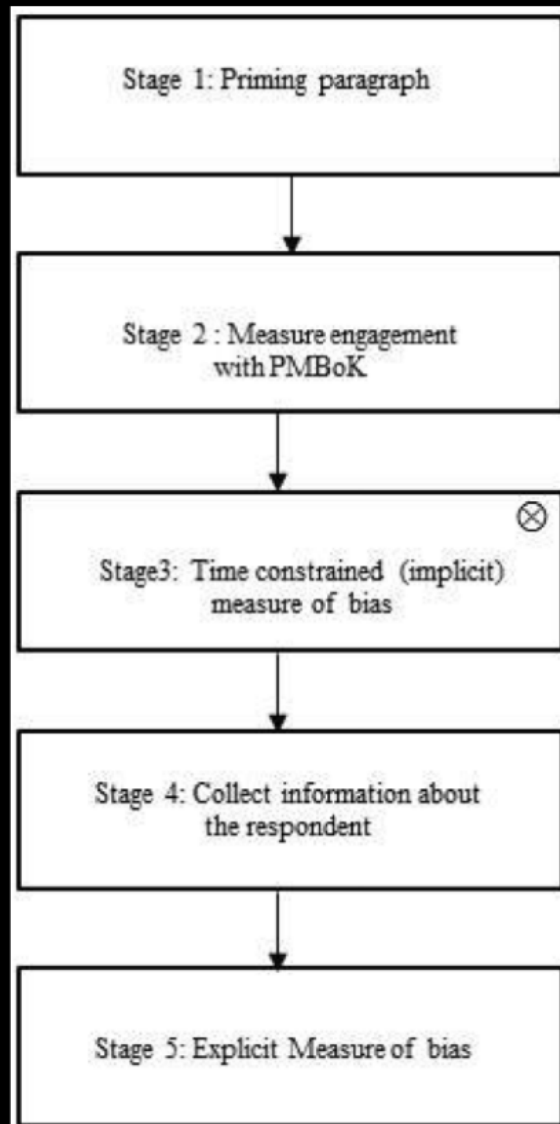 Stage 1: Priming paragraph
Stage 2 : Measure engagement
with PMBoK
Stage3: Time constrained (implicit)
measure of bias
Stage 4: Collect information about
the respondent
Stage 5: Explicit Measure of bias